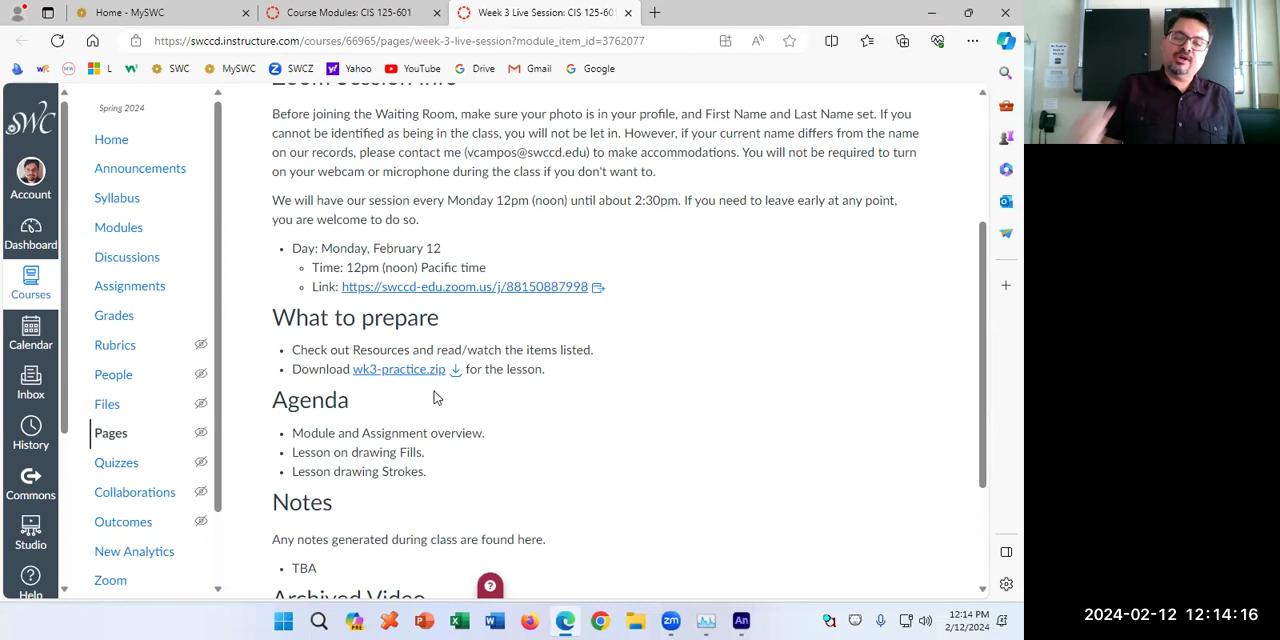 Home - MySWC
Course Modules: CIS 125-601
Week 3 Live Session: CIS 125-601
https://swccd.instructure.com/courses/66965/pages/week-3-live-session?module_item_id=3762077
L
SWC
MySWC
SWCZ
Yahoo
YouTube
Drive
Gmail
Google
SWC
Account
Dashboard
Courses
Calendar
Inbox
History
Commons
Studio
Help
Spring 2024
Home
Announcements
Syllabus
Modules
Discussions
Assignments
Grades
Rubrics
People
Files
Pages
Quizzes
Collaborations
Outcomes
New Analytics
Zoom
Zoom Session Info
Before joining the Waiting Room, make sure your photo is in your profile, and First Name and Last Name set. If you
cannot be identified as being in the class, you will not be let in. However, if your current name differs from the name
on our records, please contact me (vcampos@swccd.edu) to make accommodations. You will not be required to turn
on your webcam or microphone during the class if you don't want to.
We will have our session every Monday 12pm (noon) until about 2:30pm. If you need to leave early at any point,
you are welcome to do so.
Day: Monday, February 12
Time: 12pm (noon) Pacific time
Link: https://swccd-edu.zoom.us/j/88150887998
What to prepare
Check out Resources and read/watch the items listed.
Download wk3-practice.zip for the lesson.
Agenda
Module and Assignment overview.
Lesson on drawing Fills.
Lesson drawing Strokes.
Notes
Any notes generated during class are found here.
TBA
Archived Video
12:14 PM
2/12/2024
2024-02-12 12:14:16